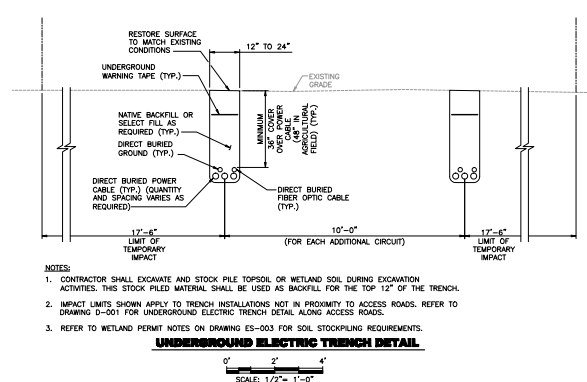 RESTORE SURFACE
TO MATCH EXISTING
CONDITIONS
12" TO 24"
UNDERGROUND
WARNING TAPE (TYP.)
EXISTING
GRADE
NATIVE BACKFILL OR
SELECT FILL AS
REQUIRED (TYP.)
MINIMUM
36" COVER
OVER POWER
CABLE
(48" IN
AGRICULTURAL
FIELD) (TYP.)
DIRECT BURIED
GROUND (TYP.)
DIRECT BURIED POWER
CABLE (TYP.) (QUANTITY
AND SPACING VARIES AS
REQUIRED)
DIRECT BURIED
FIBER OPTIC CABLE
(TYP.)
17'-6"
LIMIT OF
TEMPORARY
IMPACT
10'-0"
(FOR EACH ADDITIONAL CIRCUIT)
17'-6"
LIMIT OF
TEMPORARY
IMPACT
NOTES:
1. CONTRACTOR SHALL EXCAVATE AND STOCK PILE TOPSOIL OR WETLAND SOIL DURING EXCAVATION
ACTIVITIES. THIS STOCK PILED MATERIAL SHALL BE USED AS BACKFILL FOR THE TOP 12" OF THE TRENCH.
2. IMPACT LIMITS SHOWN APPLY TO TRENCH INSTALLATIONS NOT IN PROXIMITY TO ACCESS ROADS. REFER TO
DRAWING D-001 FOR UNDERGROUND ELECTRIC TRENCH DETAIL ALONG ACCESS ROADS.
3. REFER TO WETLAND PERMIT NOTES ON DRAWING ES-003 FOR SOIL STOCKPILING REQUIREMENTS.
UNDERGROUND ELECTRIC TRENCH DETAIL
0' 2' 4'
SCALE: 1/2"= 1'-0"